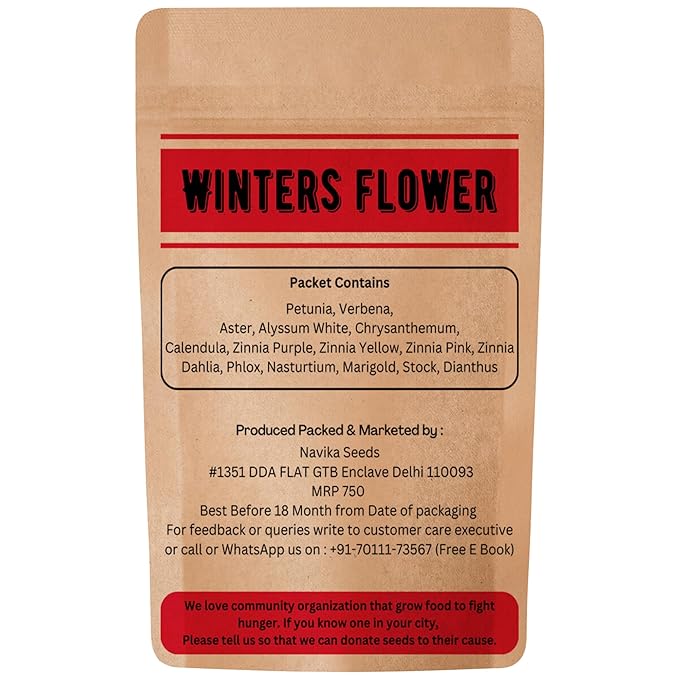 WINTERS FLOWER
Packet Contains
Petunia, Verbena,
Aster, Alyssum White, Chrysanthemum,
Calendula, Zinnia Purple, Zinnia Yellow, Zinnia Pink, Zinnia
Dahlia, Phlox, Nasturtium, Marigold, Stock, Dianthus
Produced Packed & Marketed by :
Navika Seeds
#1351 DDA FLAT GTB Enclave Delhi 110093
MRP 750
Best Before 18 Month from Date of packaging
For feedback or queries write to customer care executive
or call or WhatsApp us on : +91-70111-73567 (Free E Book)
We love community organization that grow food to fight
hunger. If you know one in your city,
Please tell us so that we can donate seeds to their cause.